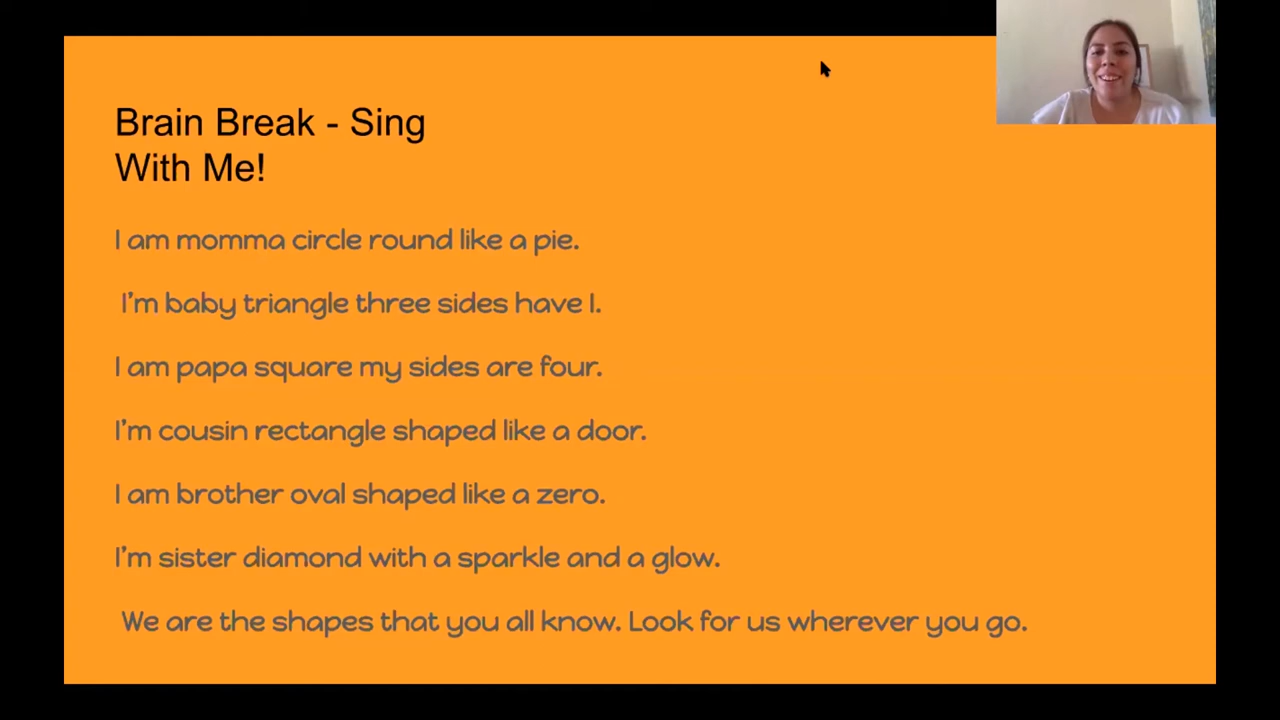 Brain Break - Sing
With Me!
I am momma circle round like a pie.
I'm baby triangle three sides have I.
I am papa square my sides are four.
I'm cousin rectangle shaped like a door.
I am brother oval shaped like a zero.
I'm sister diamond with a sparkle and a glow.
We are the shapes that you all know. Look for us wherever you go.